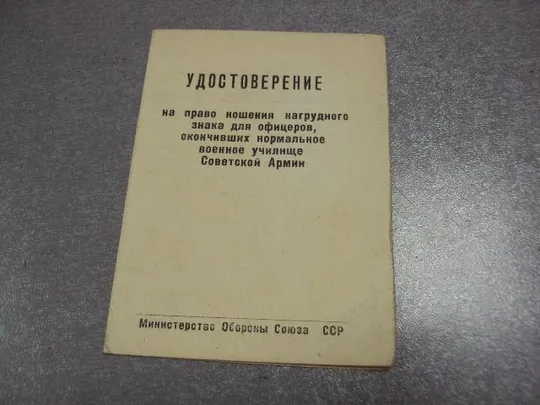 УДОСТОВЕРЕНИЕ
на право ношения нагрудного
знака для офицеров,
окончивших нормальное
военное училище
Советской Армии
Министерство Обороны Союза ССР